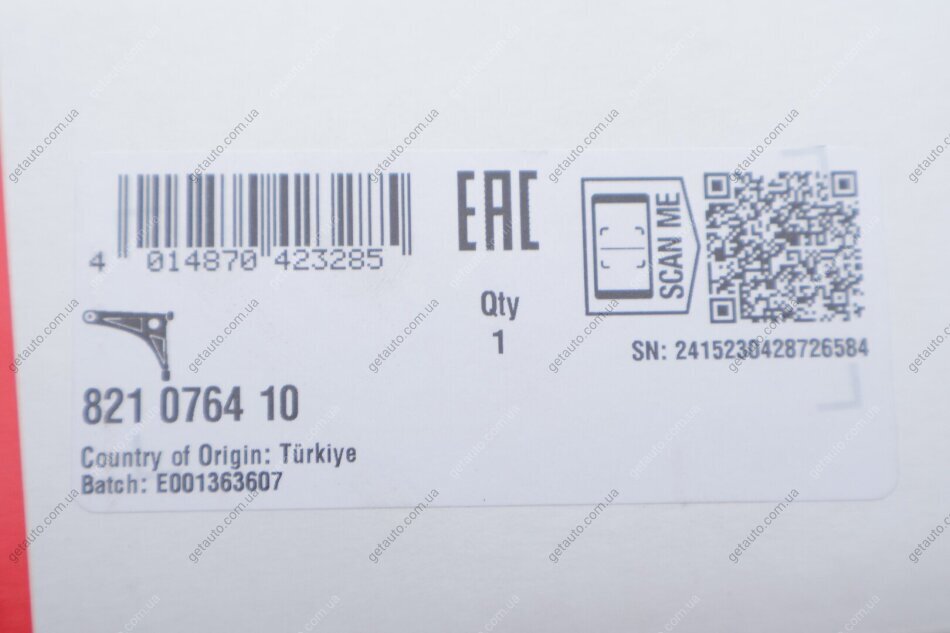 4 014870 423285
EAC
Qty
1
SCAN ME
SN: 2415230428726584
821 0764 10
Country of Origin: Türkiye
Batch: E001363607
getauto.com.ua